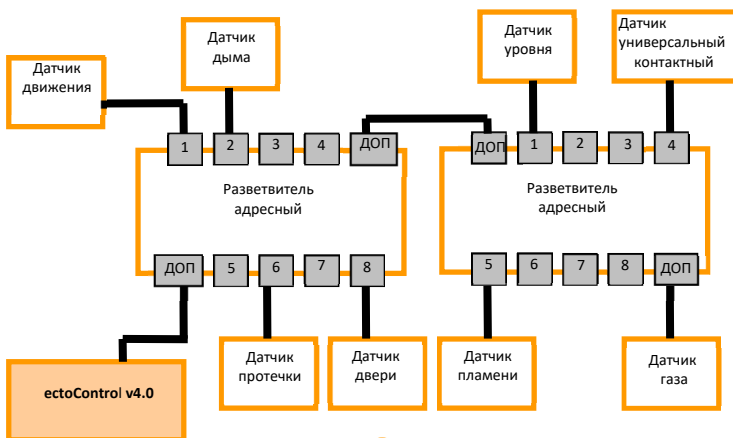 Датчик
движения
Датчик
дыма
Датчик
уровня
Датчик
универсальный
контактный
1
2
3
4
ДОП
ДОП
1
2
3
4
Разветвитель
адресный
Разветвитель
адресный
ДОП
5
6
7
8
5
6
7
8
ДОП
ectoControl v4.0
Датчик
протечки
Датчик
двери
Датчик
пламени
Датчик
газа